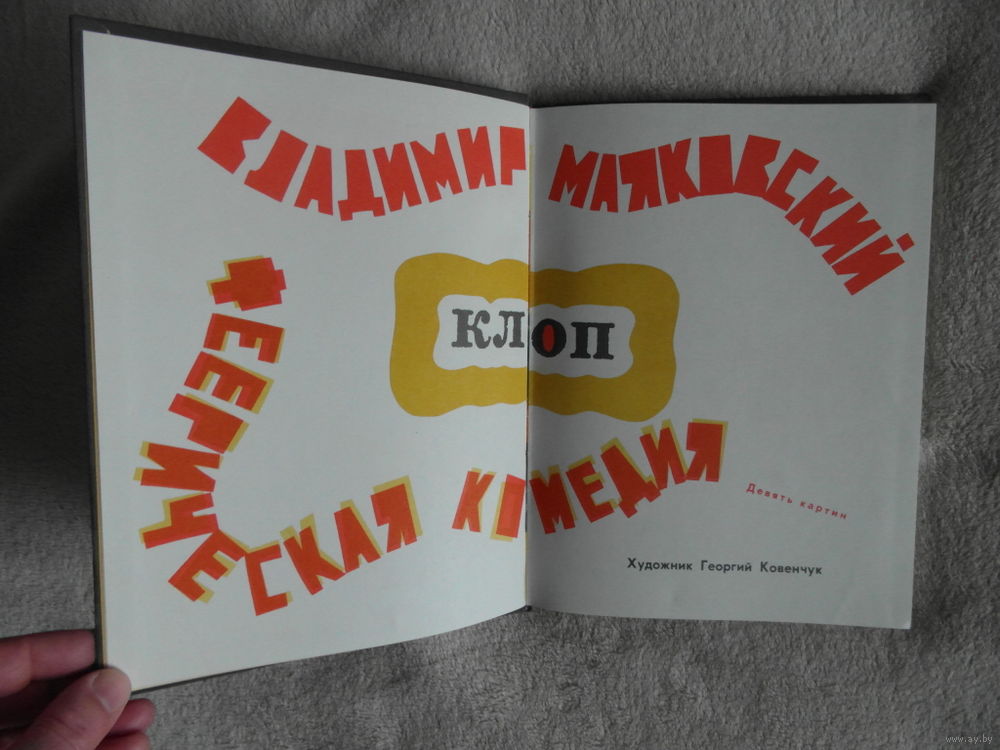 ВЛАДИМИР МАЯКОВСКИЙ
КЛОП
ФЕЕРИЧЕСКАЯ КОМЕДИЯ
Девять картин
Художник Георгий Ковенчук
www.ay.by